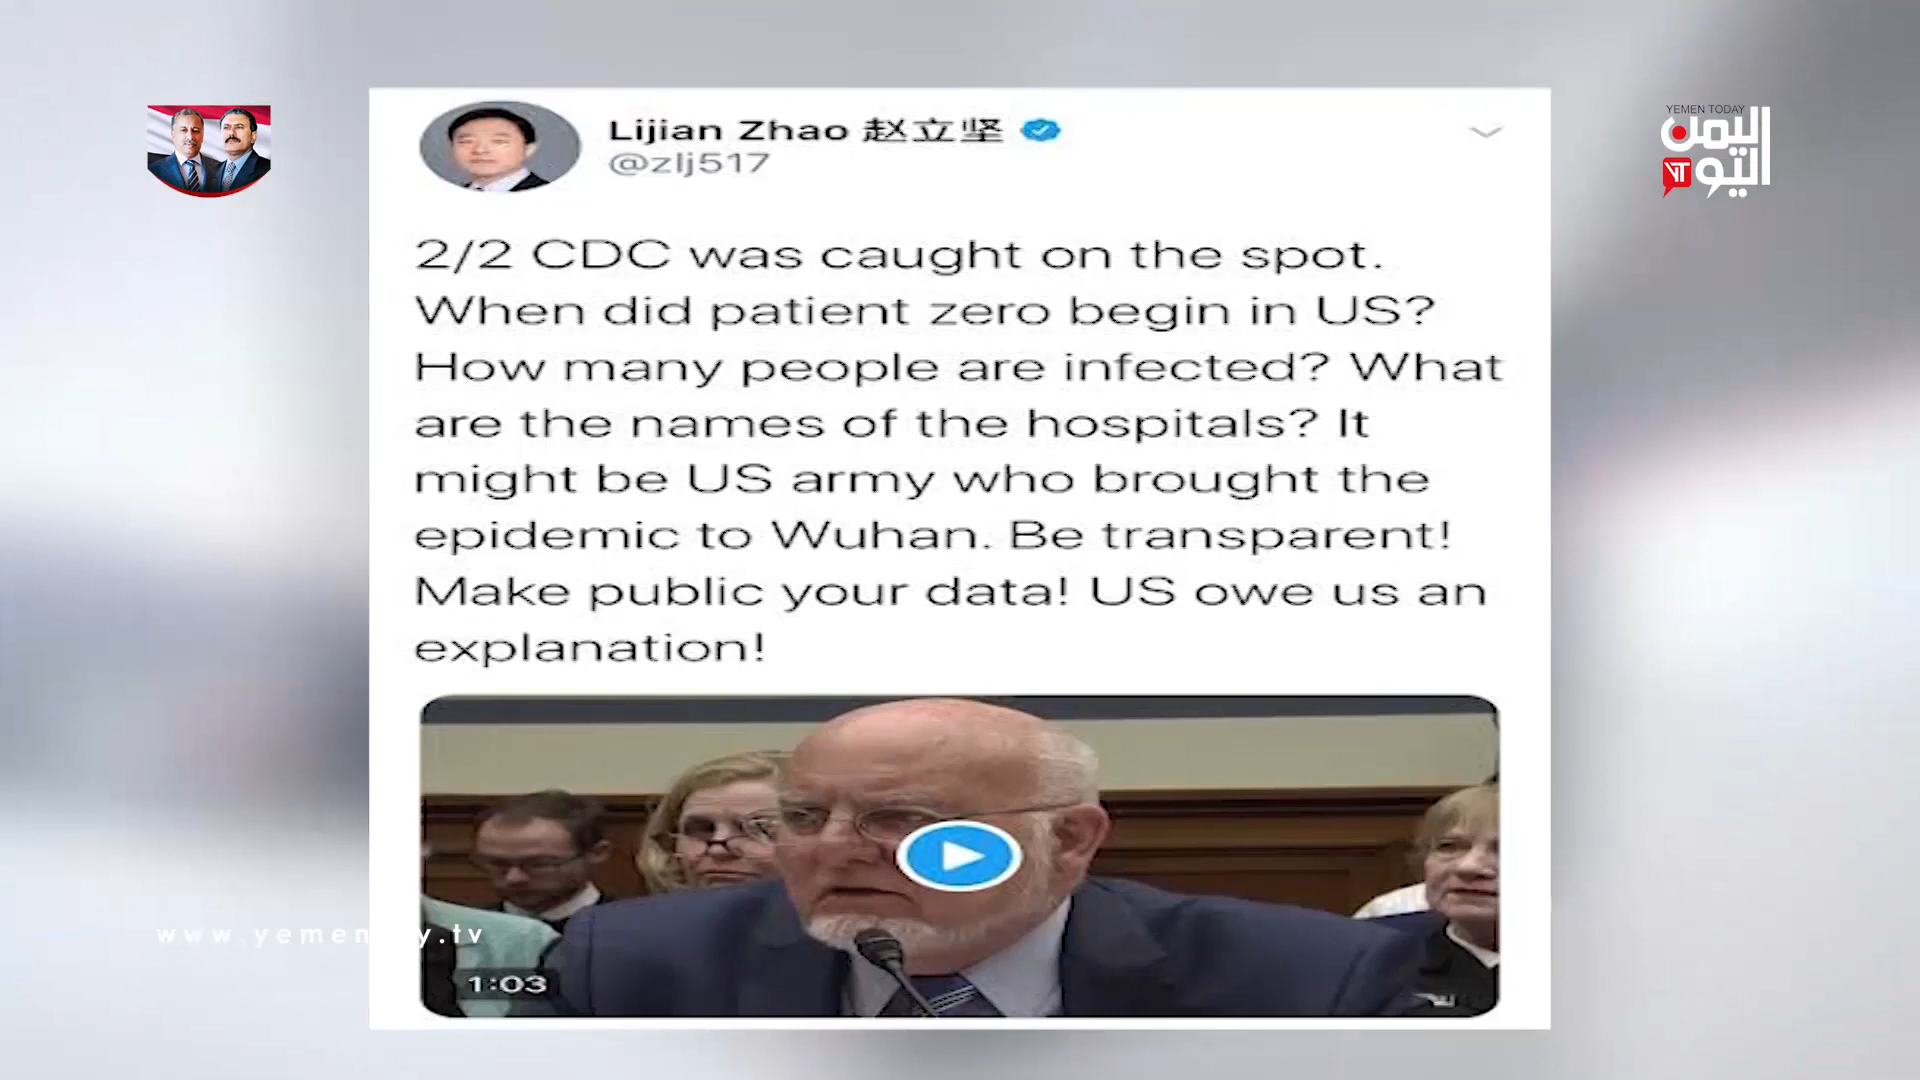 YEMEN TODAY
اليمن
اليوم
YT
Lijian Zhao 赵立坚
@zlj517
2/2 CDC was caught on the spot.
When did patient zero begin in US?
How many people are infected? What
are the names of the hospitals? It
might be US army who brought the
epidemic to Wuhan. Be transparent!
Make public your data! US owe us an
explanation!
1:03